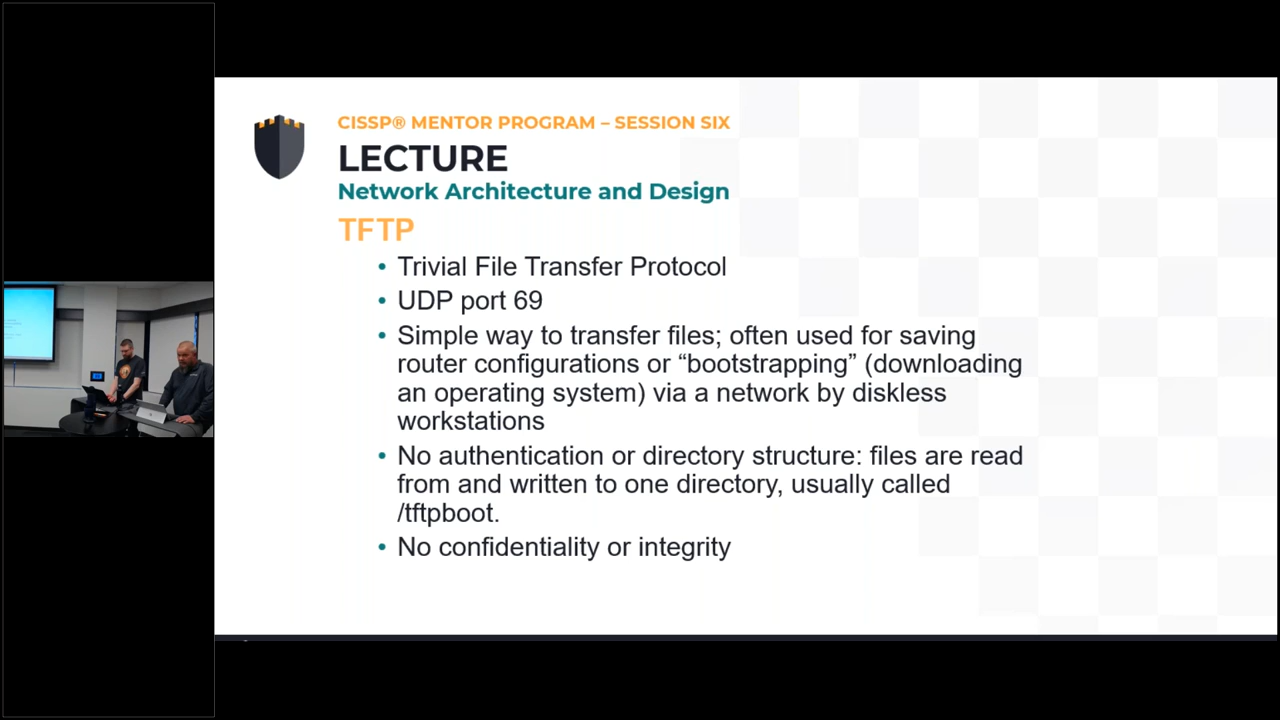 CISSP® MENTOR PROGRAM – SESSION SIX
LECTURE
Network Architecture and Design
TFTP
• Trivial File Transfer Protocol
• UDP port 69
• Simple way to transfer files; often used for saving
router configurations or “bootstrapping” (downloading
an operating system) via a network by diskless
workstations
• No authentication or directory structure: files are read
from and written to one directory, usually called
/tftpboot.
• No confidentiality or integrity